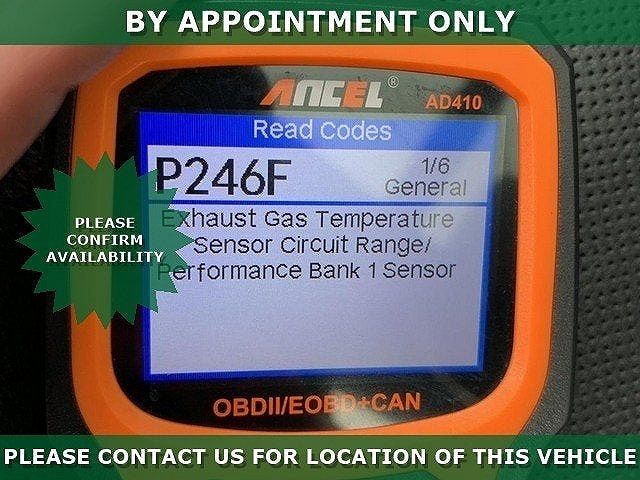 BY APPOINTMENT ONLY
ANCEL®
AD410
Read Codes
P246F
1/6
General
Exhaust Gas Temperature
Sensor Circuit Range/
Performance Bank 1 Sensor
PLEASE
CONFIRM
AVAILABILITY
OBDII/EOBD+CAN
PLEASE CONTACT US FOR LOCATION OF THIS VEHICLE